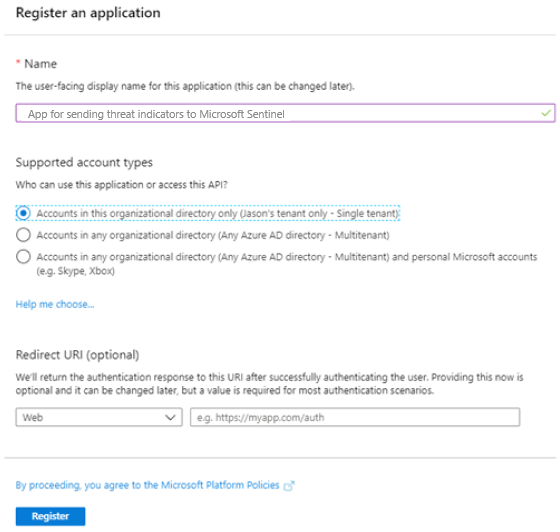 Register an application
* Name
The user-facing display name for this application (this can be changed later).
App for sending threat indicators to Microsoft Sentinel
Supported account types
Who can use this application or access this API?
Accounts in this organizational directory only (Jason's tenant only - Single tenant)
Accounts in any organizational directory (Any Azure AD directory - Multitenant)
Accounts in any organizational directory (Any Azure AD directory - Multitenant) and personal Microsoft accounts
(e.g. Skype, Xbox)
Help me choose...
Redirect URI (optional)
We'll return the authentication response to this URI after successfully authenticating the user. Providing this now is
optional and it can be changed later, but a value is required for most authentication scenarios.
Web
e.g. https://myapp.com/auth
By proceeding, you agree to the Microsoft Platform Policies
Register